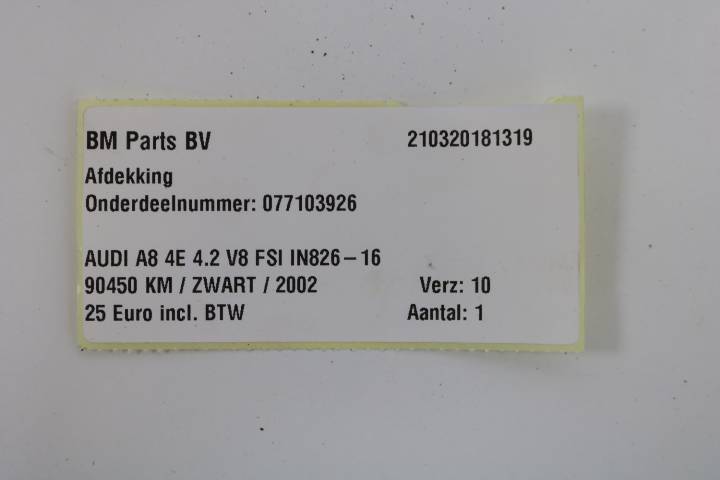 BM Parts BV 210320181319
Afdekking
Onderdeelnummer: 077103926
AUDI A8 4E 4.2 V8 FSI IN826-16
90450 KM / ZWART / 2002 Verz: 10
25 Euro incl. BTW Aantal: 1